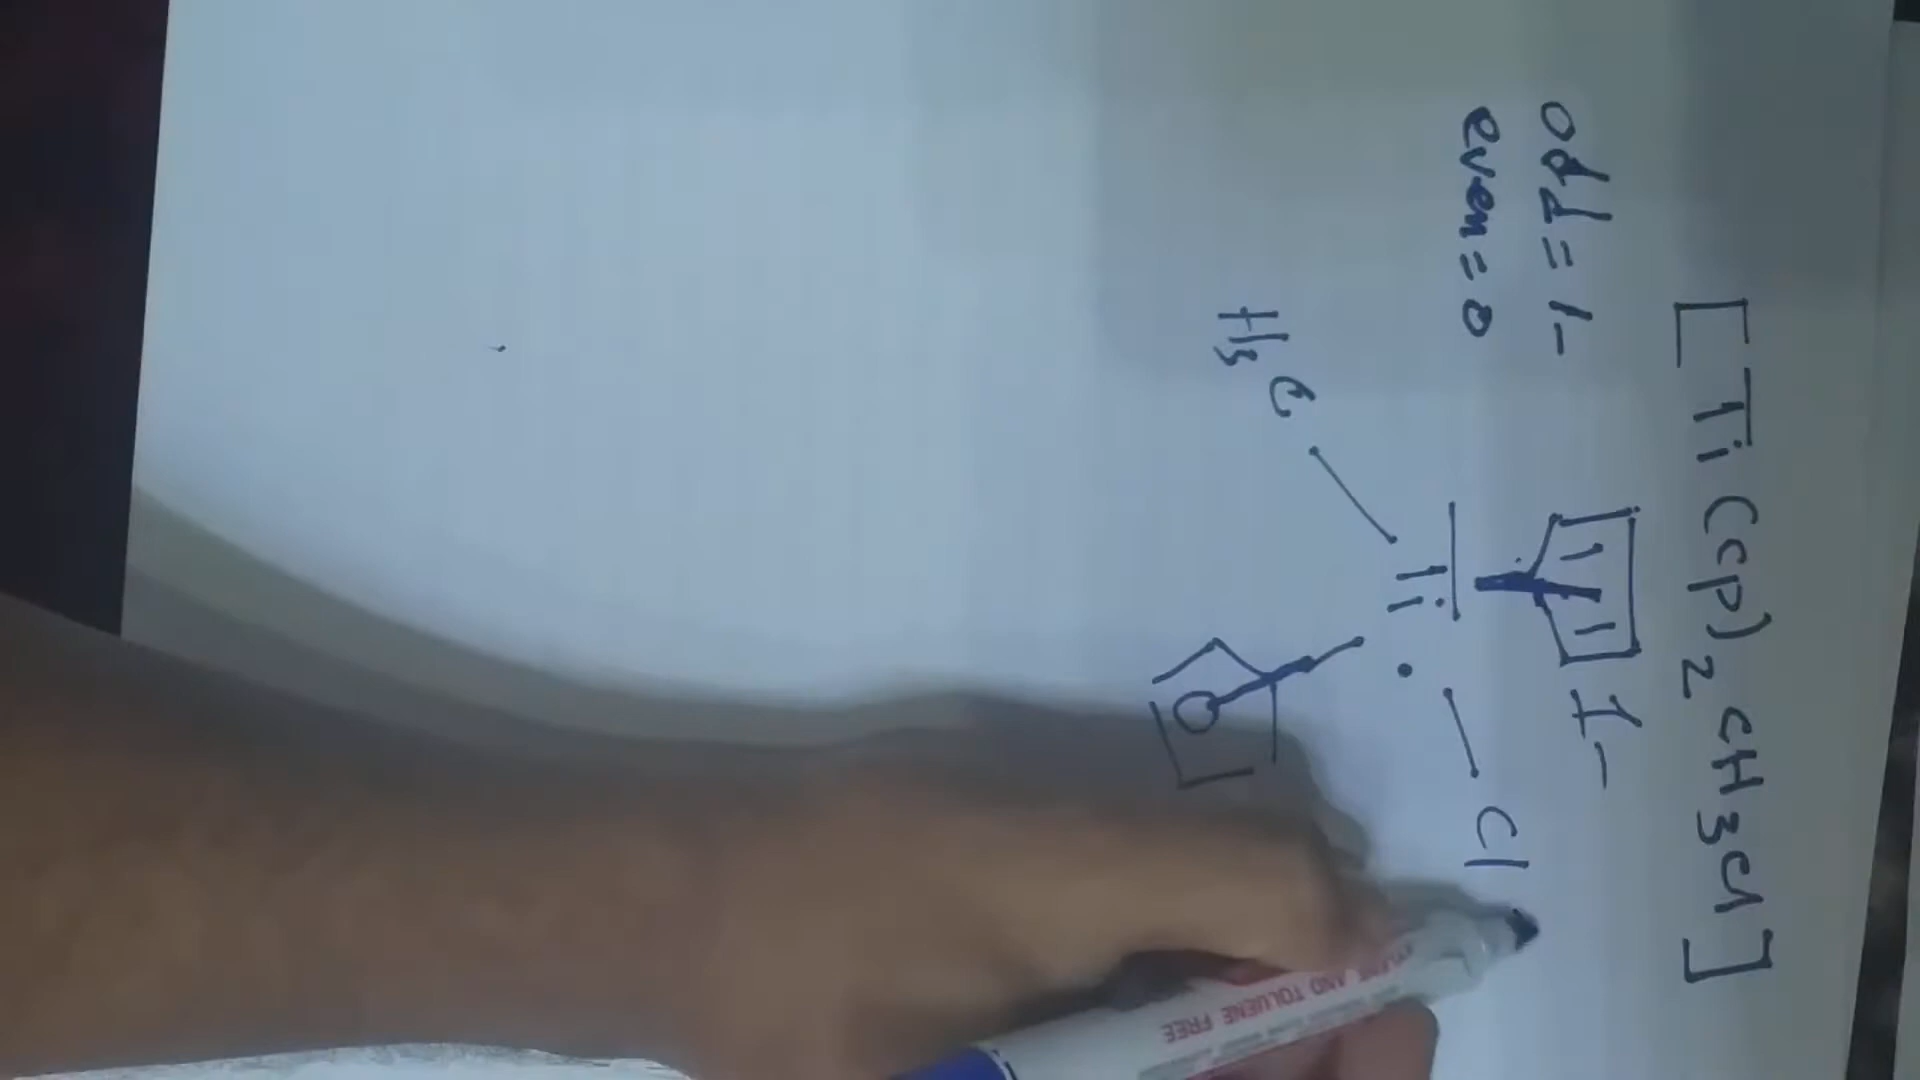 [Ti(cp)2CH3Cl]
odd = 1-
even = 0
1-
Ti
Cl
H3C
AND TOLUENE FREE